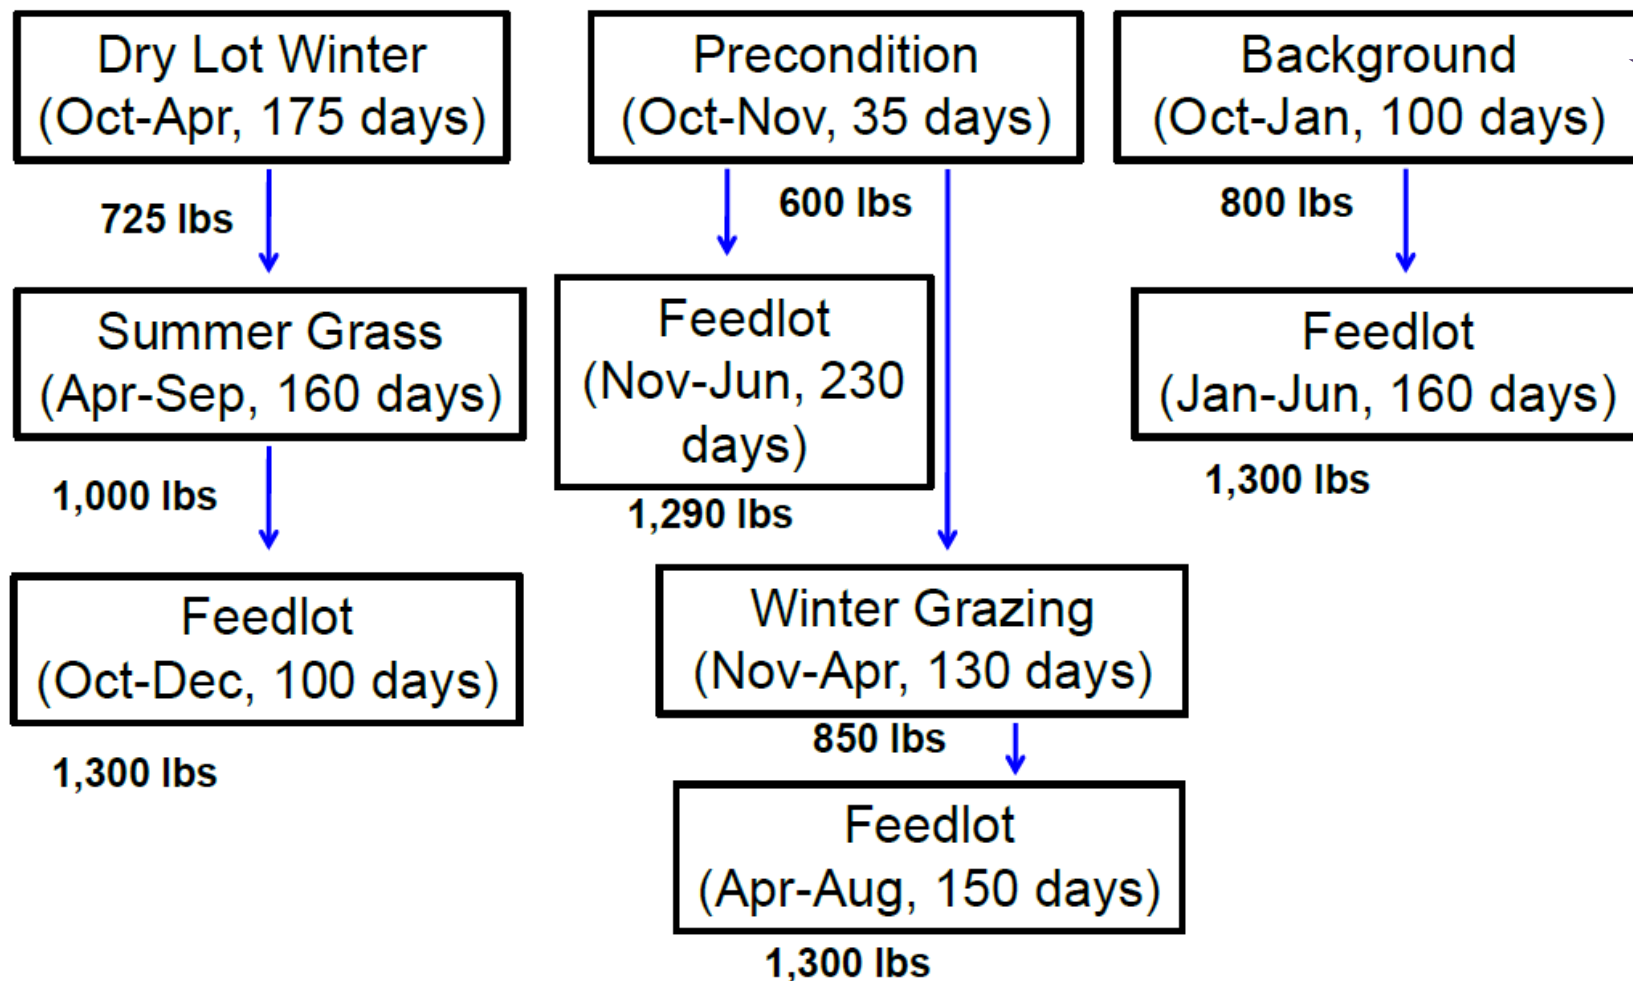 Dry Lot Winter
(Oct-Apr, 175 days)
725 lbs
Summer Grass
(Apr-Sep, 160 days)
1,000 lbs
Feedlot
(Oct-Dec, 100 days)
1,300 lbs
Precondition
(Oct-Nov, 35 days)
600 lbs
Feedlot
(Nov-Jun, 230
days)
1,290 lbs
Winter Grazing
(Nov-Apr, 130 days)
850 lbs
Feedlot
(Apr-Aug, 150 days)
1,300 lbs
Background
(Oct-Jan, 100 days)
800 lbs
Feedlot
(Jan-Jun, 160 days)
1,300 lbs